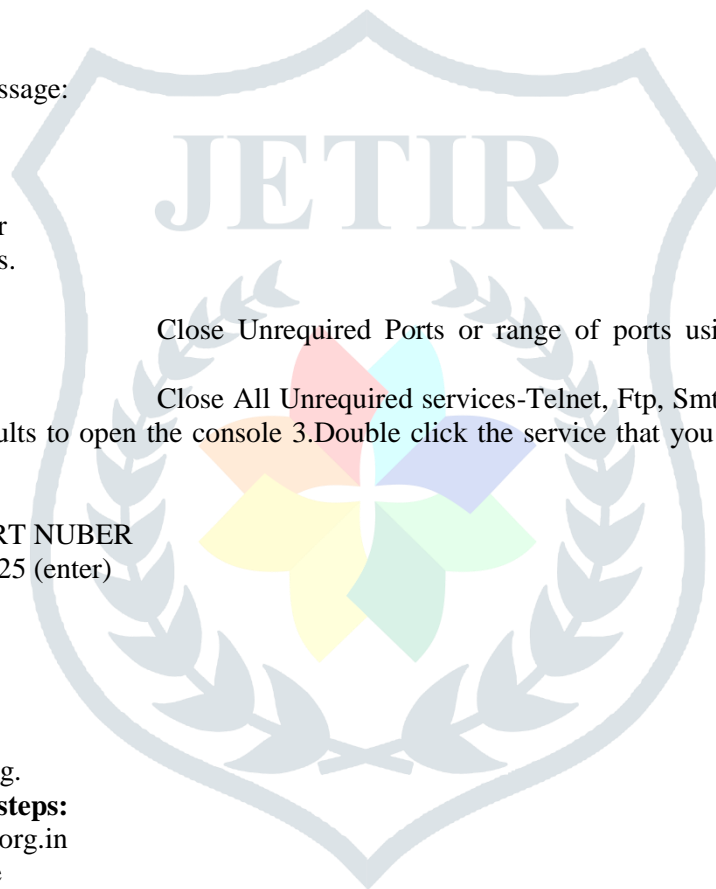 ssage:
JETIR
r
s.
Close Unrequired Ports or range of ports usi
Close All Unrequired services-Telnet, Ftp, Smt
ults to open the console 3.Double click the service that you
RT NUBER
25 (enter)
g.
steps:
org.in
e